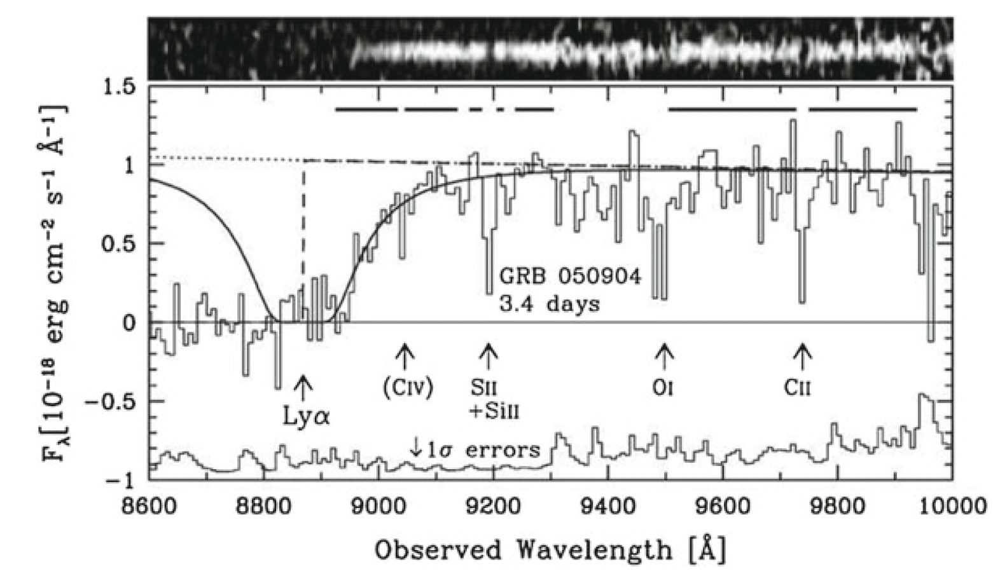 1.5
1
0.5
0
−0.5
−1
F_λ[10⁻¹⁸ erg cm⁻² s⁻¹ Å⁻¹]
GRB 050904
3.4 days
(CIV)
SII
+SiII
OI
CII
Lyα
↓1σ errors
8600 8800 9000 9200 9400 9600 9800 10000
Observed Wavelength [Å]